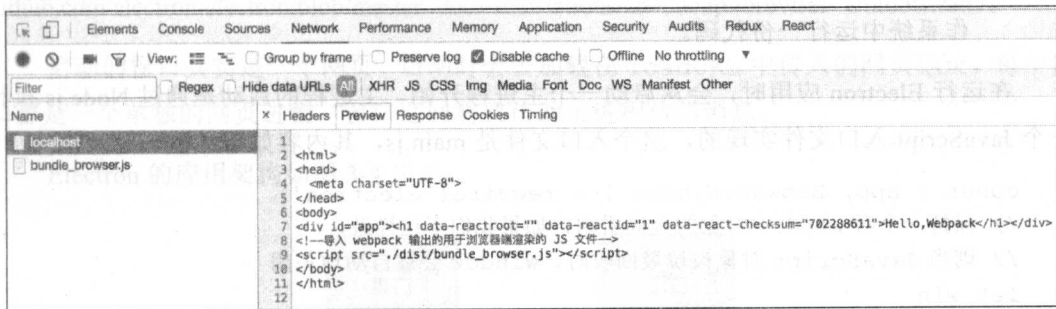 Elements Console Sources Network Performance Memory Application Security Audits Redux React
View: Group by frame Preserve log Disable cache Offline No throttling
Filter Regex Hide data URLs All XHR JS CSS Img Media Font Doc WS Manifest Other
Name × Headers Preview Response Cookies Timing
localhost
bundle_browser.js
1
2 <html>
3 <head>
4 <meta charset="UTF-8">
5 </head>
6 <body>
7 <div id="app"><h1 data-reactroot="" data-reactid="1" data-react-checksum="702288611">Hello,Webpack</h1></div>
8 <!--导入 webpack 输出的用于浏览器端渲染的 JS 文件-->
9 <script src="./dist/bundle_browser.js"></script>
10 </body>
11 </html>
12